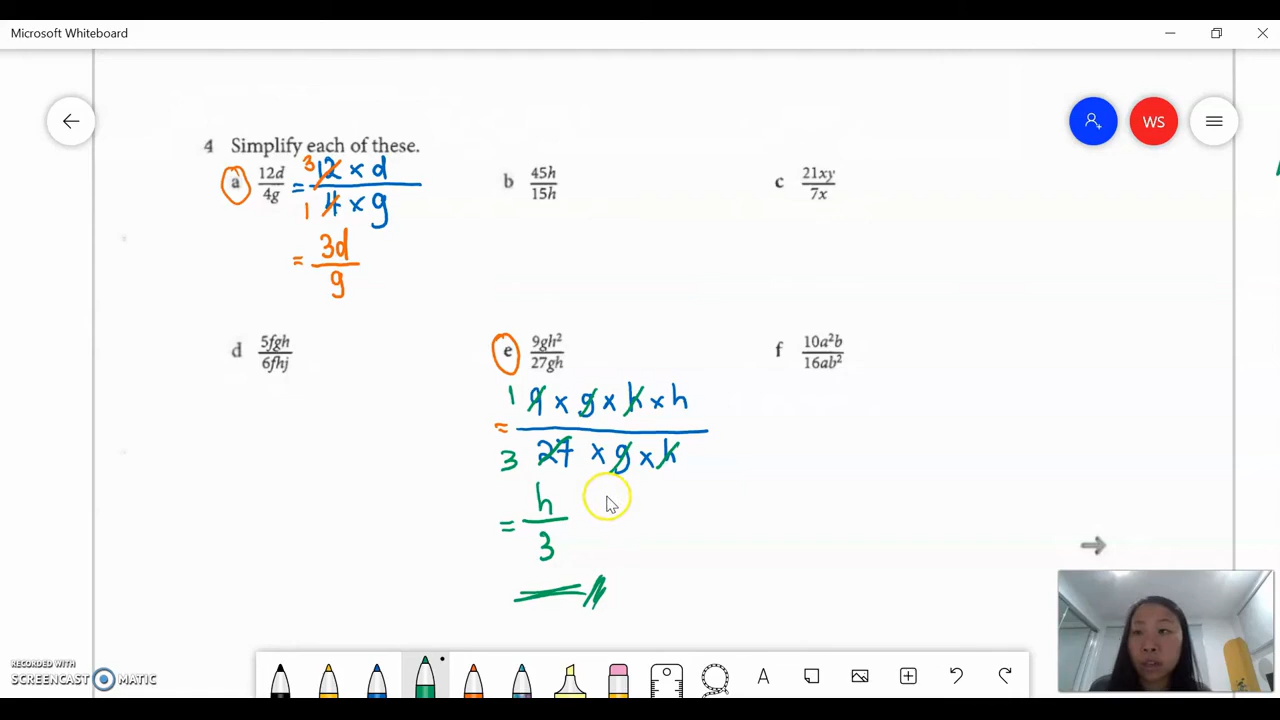 Microsoft Whiteboard
WS
4 Simplify each of these.
a 12d/4g = 3 12 × d / 1 4 × g
= 3d/g
b 45h/15h
c 21xy/7x
d 5fgh/6fhj
e 9gh²/27gh
= 1 9 × g × h × h / 3 27 × g × h
= h/3
f 10a²b/16ab²
RECORDED WITH
SCREENCAST MATIC
A